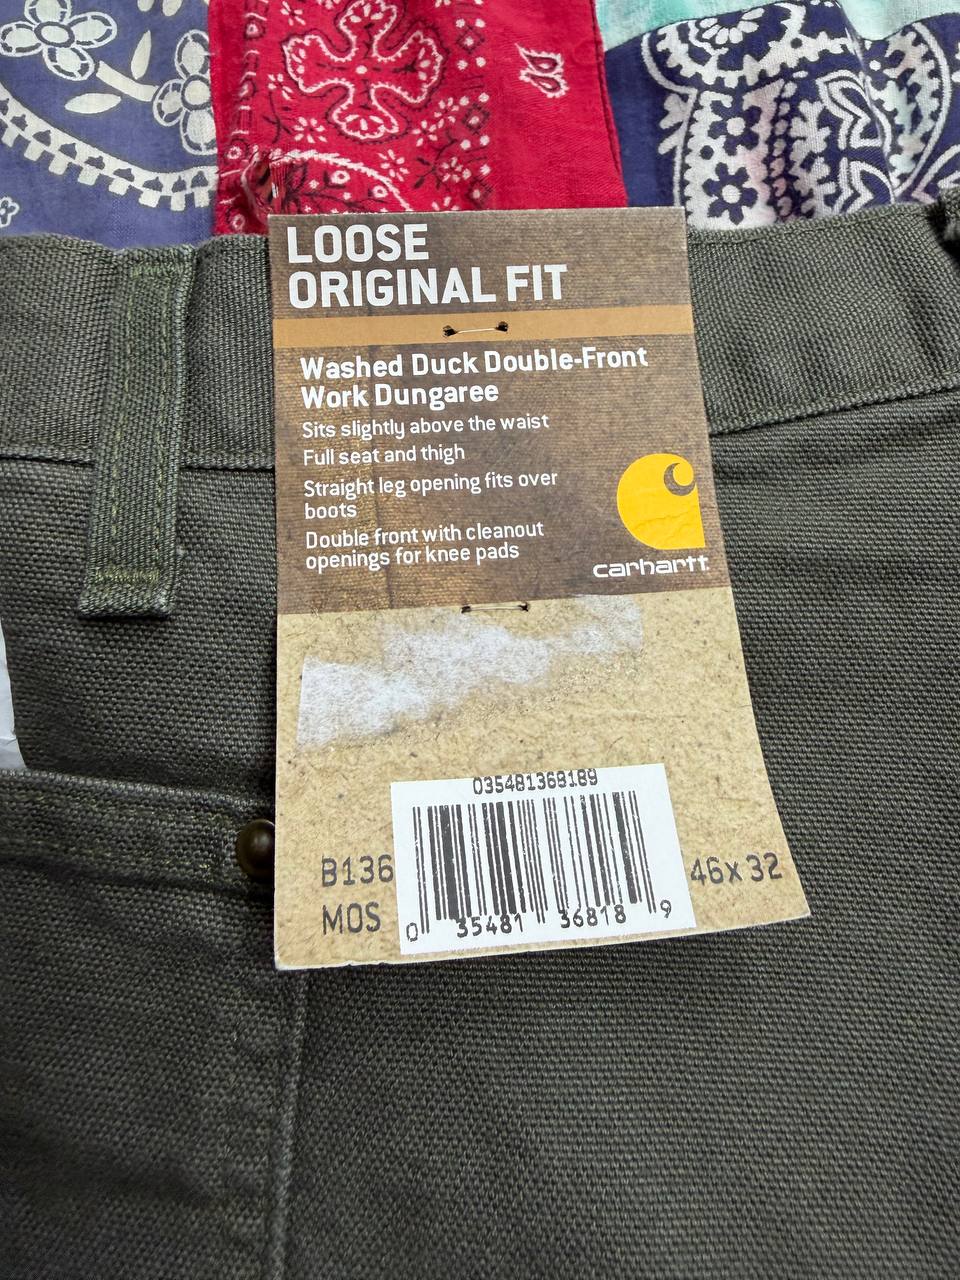 LOOSE
ORIGINAL FIT
Washed Duck Double-Front
Work Dungaree
Sits slightly above the waist
Full seat and thigh
Straight leg opening fits over
boots
Double front with cleanout
openings for knee pads
carhartt
035481368189
B136
46x32
MOS
0 35481 36818 9